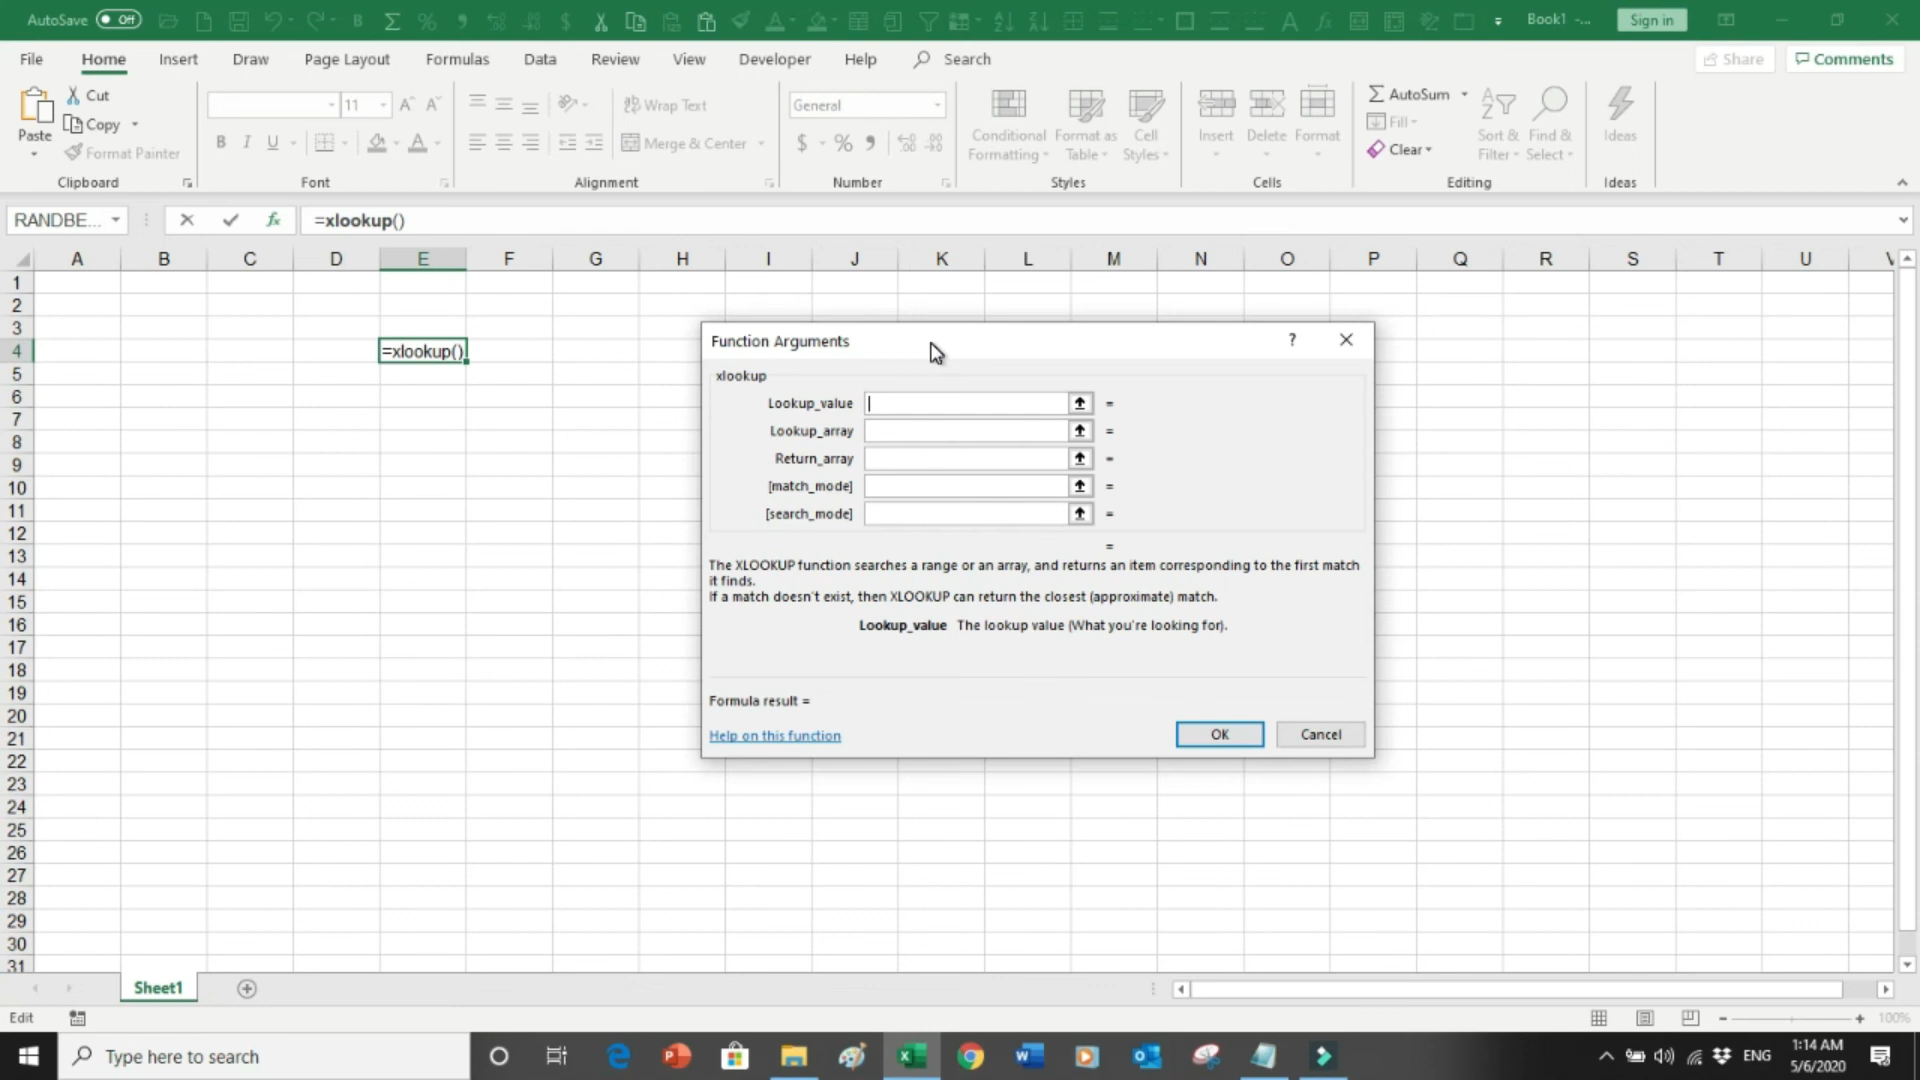 AutoSave Off Book1 -... Sign in
File Home Insert Draw Page Layout Formulas Data Review View Developer Help Search Share Comments
Paste Cut Copy Format Painter Clipboard
11 B I U Font
Wrap Text Merge & Center Alignment
General $ % Number
Conditional Formatting Format as Table Cell Styles Styles
Insert Delete Format Cells
AutoSum Fill Clear Sort & Filter Find & Select Editing
Ideas Ideas
RANDBE... fx =xlookup()
A B C D E F G H I J K L M N O P Q R S T U V
1
2
3
4 =xlookup()
5
6
7
8
9
10
11
12
13
14
15
16
17
18
19
20
21
22
23
24
25
26
27
28
29
30
31
Function Arguments ?
xlookup
Lookup_value =
Lookup_array =
Return_array =
[match_mode] =
[search_mode] =
=
The XLOOKUP function searches a range or an array, and returns an item corresponding to the first match
it finds.
If a match doesn't exist, then XLOOKUP can return the closest (approximate) match.
Lookup_value The lookup value (What you're looking for).
Formula result =
Help on this function OK Cancel
Sheet1
Edit 100%
Type here to search ENG 1:14 AM
5/6/2020